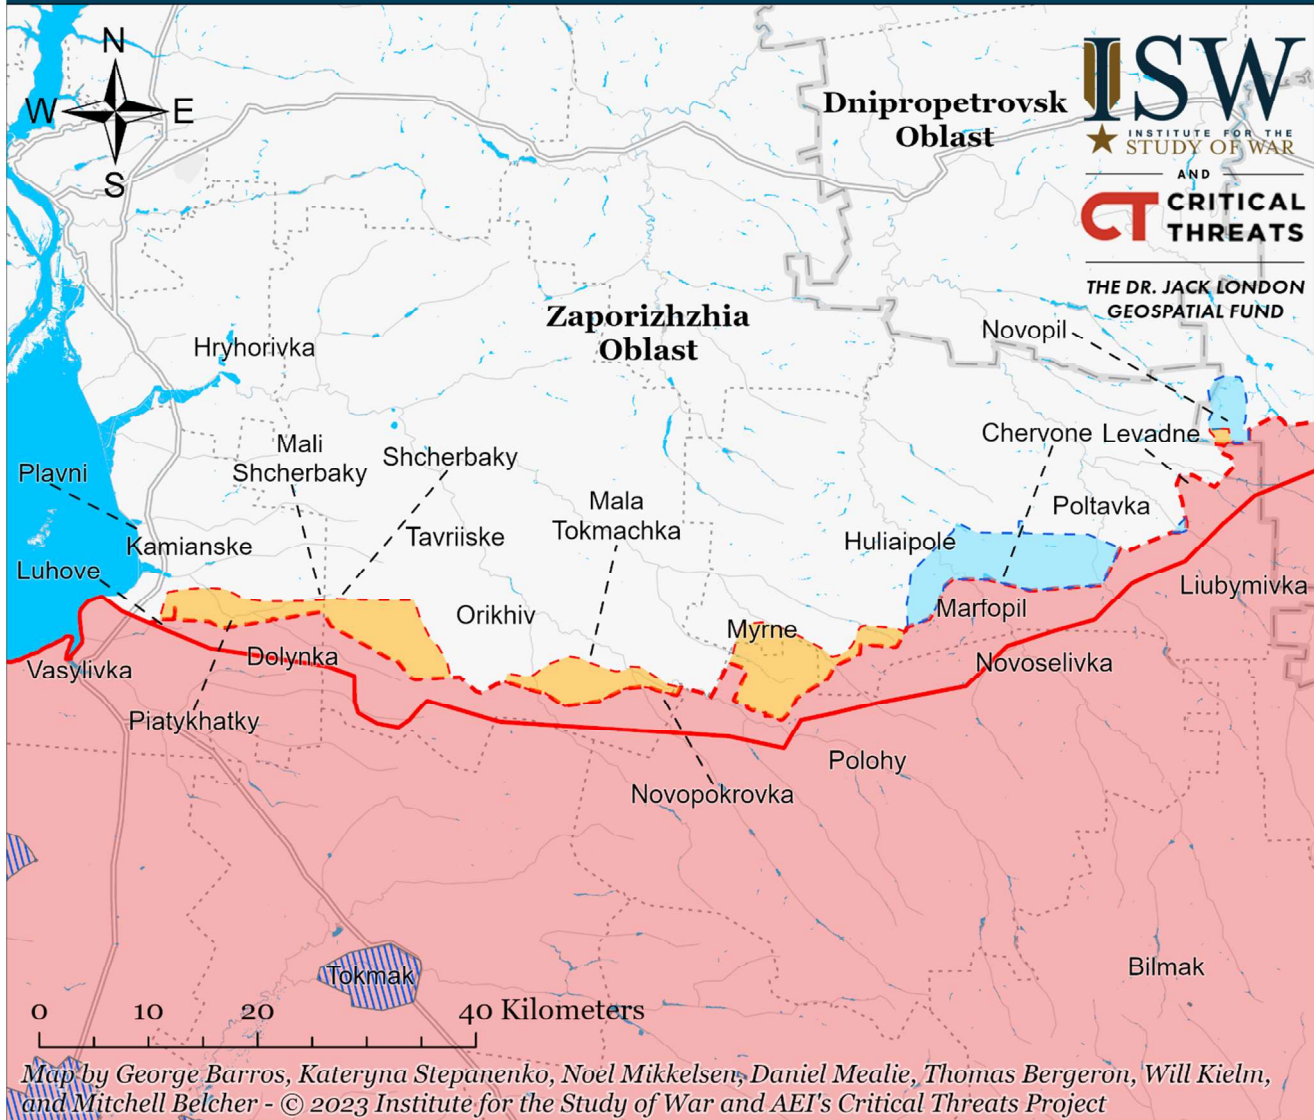 N
W
E
S
Dnipropetrovsk
Oblast
ISW
INSTITUTE FOR THE
STUDY OF WAR
AND
CT CRITICAL
THREATS
THE DR. JACK LONDON
GEOSPATIAL FUND
Zaporizhzhia
Oblast
Novopil
Hryhorivka
Mali
Shcherbaky
Shcherbaky
Chervone
Levadne
Plavni
Mala
Tokmachka
Poltavka
Tavriiske
Huliaipole
Kamianske
Luhove
Liubymivka
Orikhiv
Marfopil
Myrne
Vasylivka
Dolynka
Novoselivka
Piatykhatky
Polohy
Novopokrovka
Tokmak
Bilmak
0 10 20 40 Kilometers
Map by George Barros, Kateryna Stepanenko, Noel Mikkelsen, Daniel Mealie, Thomas Bergeron, Will Kielm,
and Mitchell Belcher - © 2023 Institute for the Study of War and AEI's Critical Threats Project